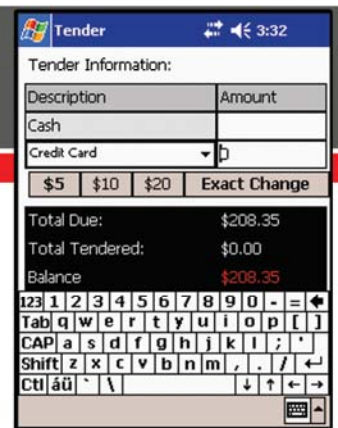 Tender 3:32
Tender Information:
Description Amount
Cash
Credit Card
$5 $10 $20 Exact Change
Total Due: $208.35
Total Tendered: $0.00
Balance $208.35
123 1 2 3 4 5 6 7 8 9 0 - =
Tab q w e r t y u i o p [ ]
CAP a s d f g h j k l ; '
Shift z x c v b n m , . /
Ctl áü ` \